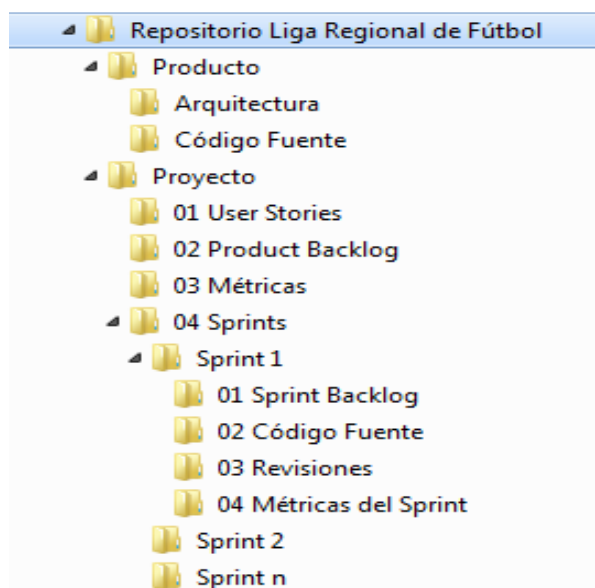 Repositorio Liga Regional de Fútbol
Producto
Arquitectura
Código Fuente
Proyecto
01 User Stories
02 Product Backlog
03 Métricas
04 Sprints
Sprint 1
01 Sprint Backlog
02 Código Fuente
03 Revisiones
04 Métricas del Sprint
Sprint 2
Sprint n